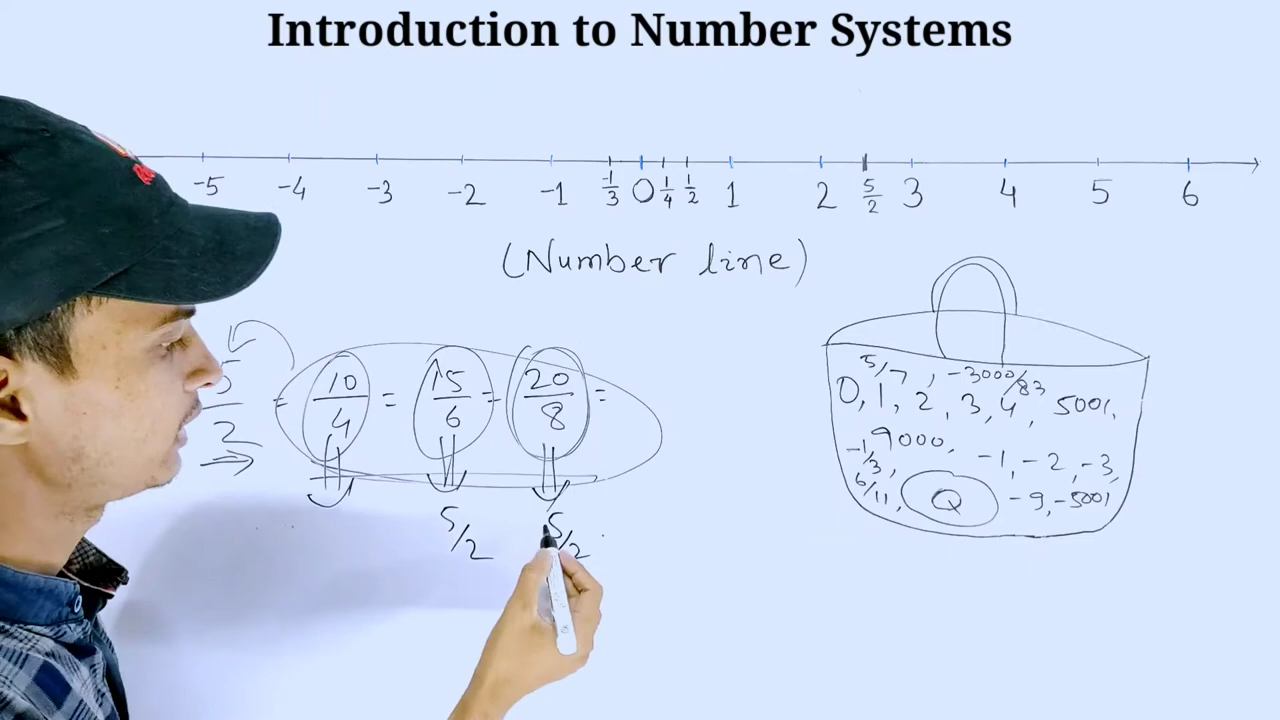 Introduction to Number Systems
-5 -4 -3 -2 -1 -1/3 0 1/4 1/2 1 2 5/2 3 4 5 6
(Number line)
5/2 = 10/4 = 15/6 = 20/8 =
5/2 5/2
5/7, -3000/83
0, 1, 2, 3, 4, 5001,
9000,
-1/3, -1, -2, -3,
6/11, Q -9, -5001